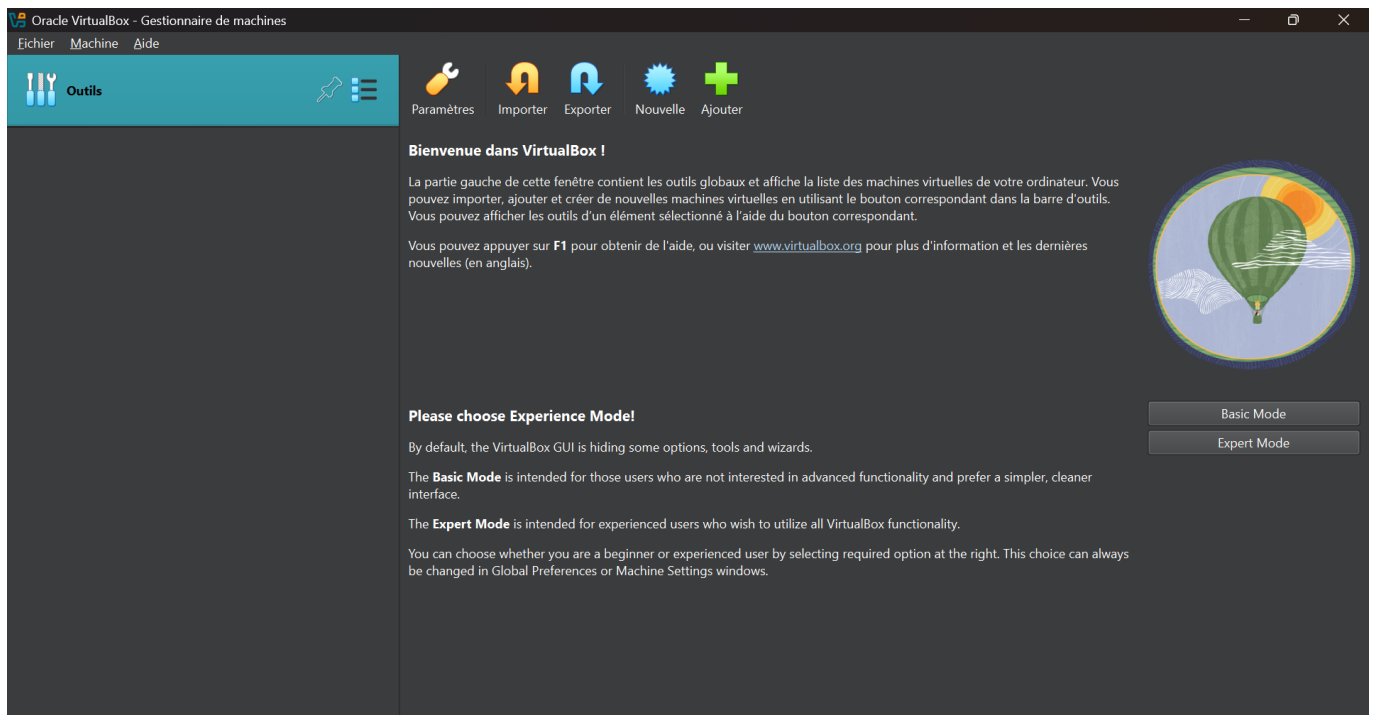 Oracle VirtualBox - Gestionnaire de machines
Fichier Machine Aide
Outils
Paramètres Importer Exporter Nouvelle Ajouter
Bienvenue dans VirtualBox !
La partie gauche de cette fenêtre contient les outils globaux et affiche la liste des machines virtuelles de votre ordinateur. Vous
pouvez importer, ajouter et créer de nouvelles machines virtuelles en utilisant le bouton correspondant dans la barre d'outils.
Vous pouvez afficher les outils d'un élément sélectionné à l'aide du bouton correspondant.
Vous pouvez appuyer sur F1 pour obtenir de l'aide, ou visiter www.virtualbox.org pour plus d'information et les dernières
nouvelles (en anglais).
Please choose Experience Mode!
By default, the VirtualBox GUI is hiding some options, tools and wizards.
The Basic Mode is intended for those users who are not interested in advanced functionality and prefer a simpler, cleaner
interface.
The Expert Mode is intended for experienced users who wish to utilize all VirtualBox functionality.
You can choose whether you are a beginner or experienced user by selecting required option at the right. This choice can always
be changed in Global Preferences or Machine Settings windows.
Basic Mode
Expert Mode